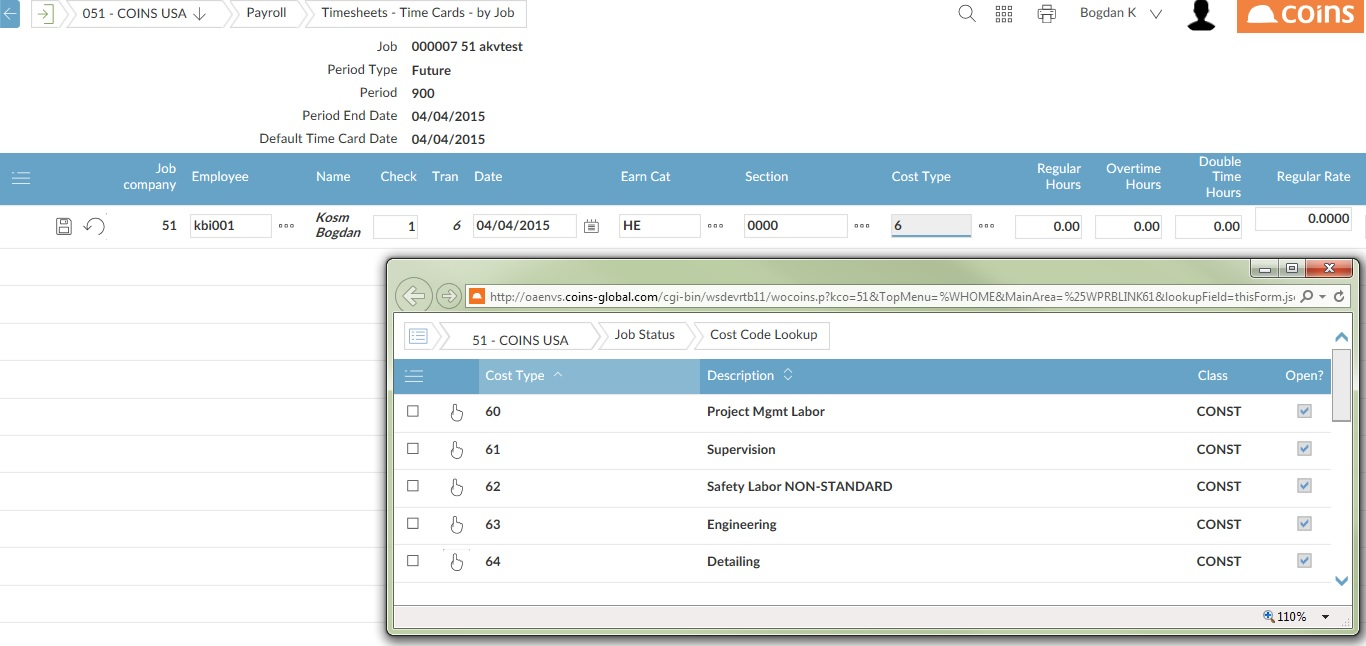 051 - COINS USA
Payroll
Timesheets - Time Cards - by Job
Bogdan K
coins
Job 000007 51 akvtest
Period Type Future
Period 900
Period End Date 04/04/2015
Default Time Card Date 04/04/2015
Job company Employee Name Check Tran Date Earn Cat Section Cost Type Regular Hours Overtime Hours Double Time Hours Regular Rate
51 kbi001 Kosm Bogdan 1 6 04/04/2015 HE 0000 6 0.00 0.00 0.00 0.0000
http://oaenvs.coins-global.com/cgi-bin/wsdevrtb11/wocoins.p?kco=51&TopMenu=%WHOME&MainArea=%25WPRBLINK61&lookupField=thisForm.js
51 - COINS USA
Job Status
Cost Code Lookup
Cost Type Description Class Open?
60 Project Mgmt Labor CONST
61 Supervision CONST
62 Safety Labor NON-STANDARD CONST
63 Engineering CONST
64 Detailing CONST
110%